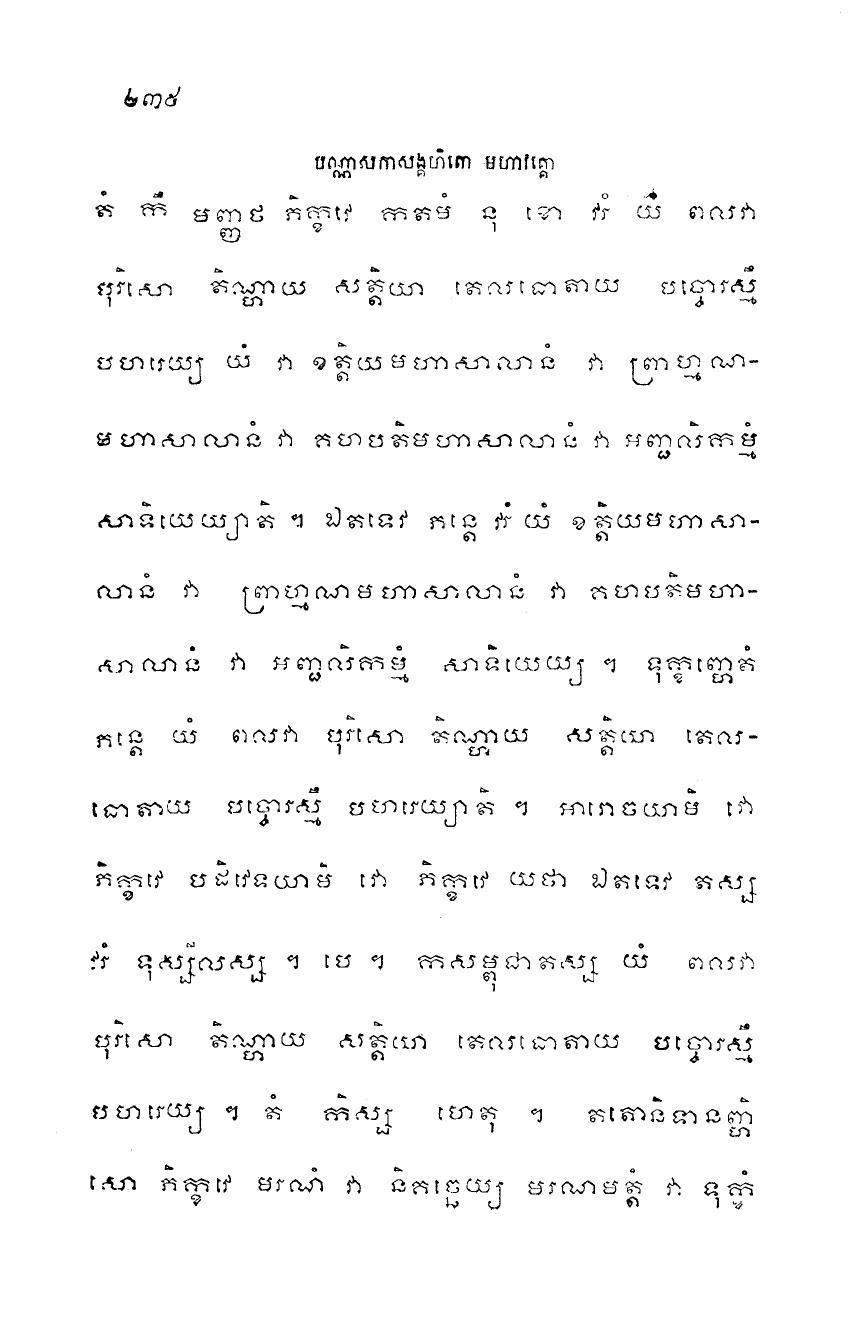 ២៣៥
បណ្ណាសកាសង្គហិតោ មហាវគ្គោ
តំ កឹ មញ្ញថ ភិក្ខវេ កតមំ នុ ខោ វរំ យំ ពលវា
បុរិសោ តិណ្ហាយ សត្តិយា តេលធោតាយ បច្ចោរស្មឹ
បហរេយ្យ យំ វា ខត្តិយមហាសាលានំ វា ព្រាហ្មណ-
មហាសាលានំ វា គហបតិមហាសាលានំ វា អញ្ជលិកម្មំ
សាទិយេយ្យាតិ ។ ឯតទេវ ភន្តេ វរំ យំ ខត្តិយមហាសា-
លានំ វា ព្រាហ្មណមហាសាលានំ វា គហបតិមហា-
សាលានំ វា អញ្ជលិកម្មំ សាទិយេយ្យ ។ ទុក្ខញ្ហេតំ
ភន្តេ យំ ពលវា បុរិសោ តិណ្ហាយ សត្តិយា តេល-
ធោតាយ បច្ចោរស្មឹ បហរេយ្យាតិ ។ អារោចយាមិ វោ
ភិក្ខវេ បដិវេទយាមិ វោ ភិក្ខវេ យថា ឯតទេវ តស្ស
វរំ ទុស្សីលស្ស ។ បេ ។ កសម្ពុជាតស្ស យំ ពលវា
បុរិសោ តិណ្ហាយ សត្តិយា តេលធោតាយ បច្ចោរស្មឹ
បហរេយ្យ ។ តំ កិស្ស ហេតុ ។ តតោនិទានញ្ហិ
សោ ភិក្ខវេ មរណំ វា និគច្ឆេយ្យ មរណមត្តំ វា ទុក្ខំ